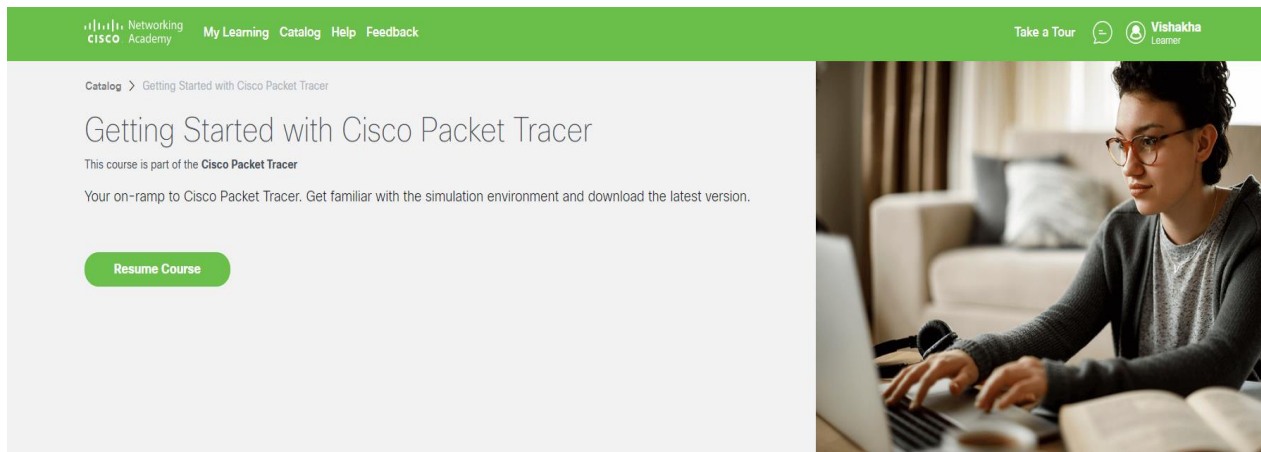 Networking
CISCO Academy
My Learning Catalog Help Feedback
Take a Tour
Vishakha
Learner
Catalog > Getting Started with Cisco Packet Tracer
Getting Started with Cisco Packet Tracer
This course is part of the Cisco Packet Tracer
Your on-ramp to Cisco Packet Tracer. Get familiar with the simulation environment and download the latest version.
Resume Course